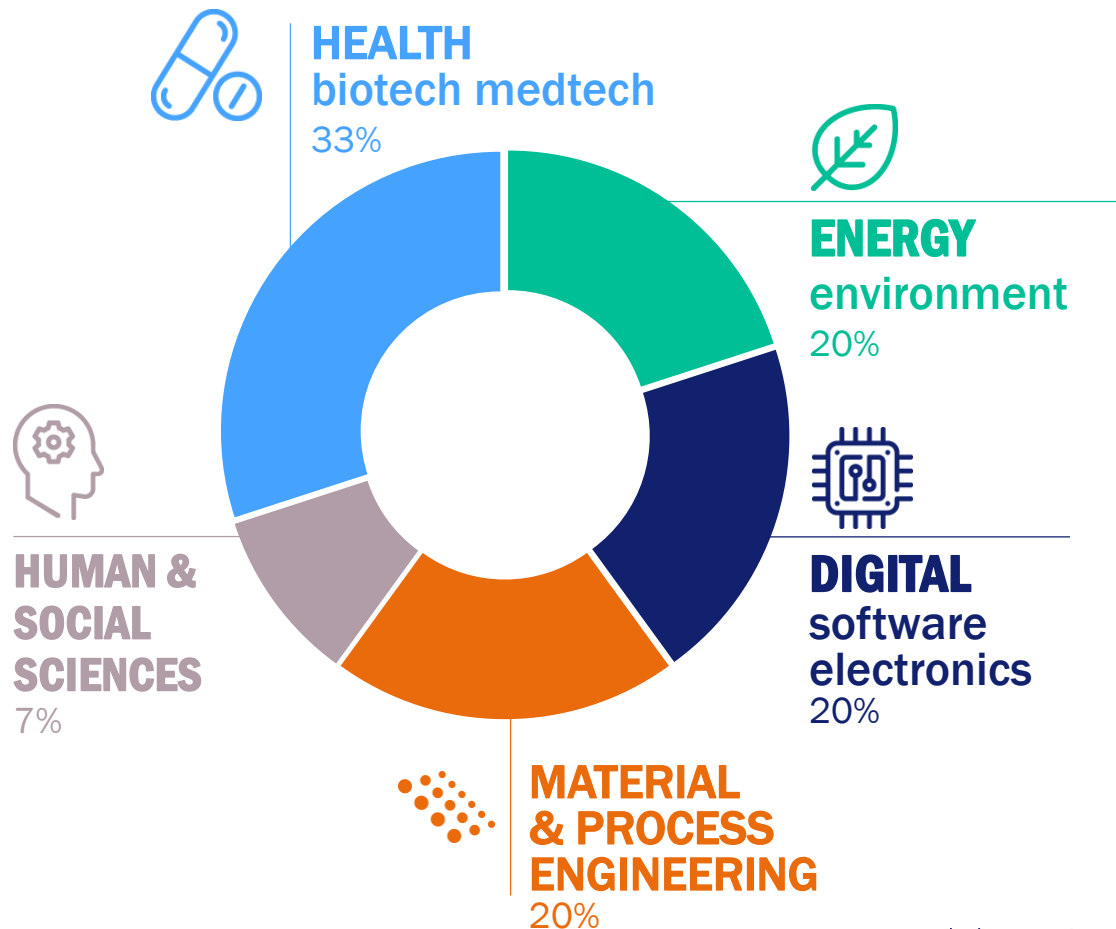 HEALTH
biotech medtech
33%
ENERGY
environment
20%
DIGITAL
software
electronics
20%
MATERIAL
& PROCESS
ENGINEERING
20%
HUMAN &
SOCIAL
SCIENCES
7%